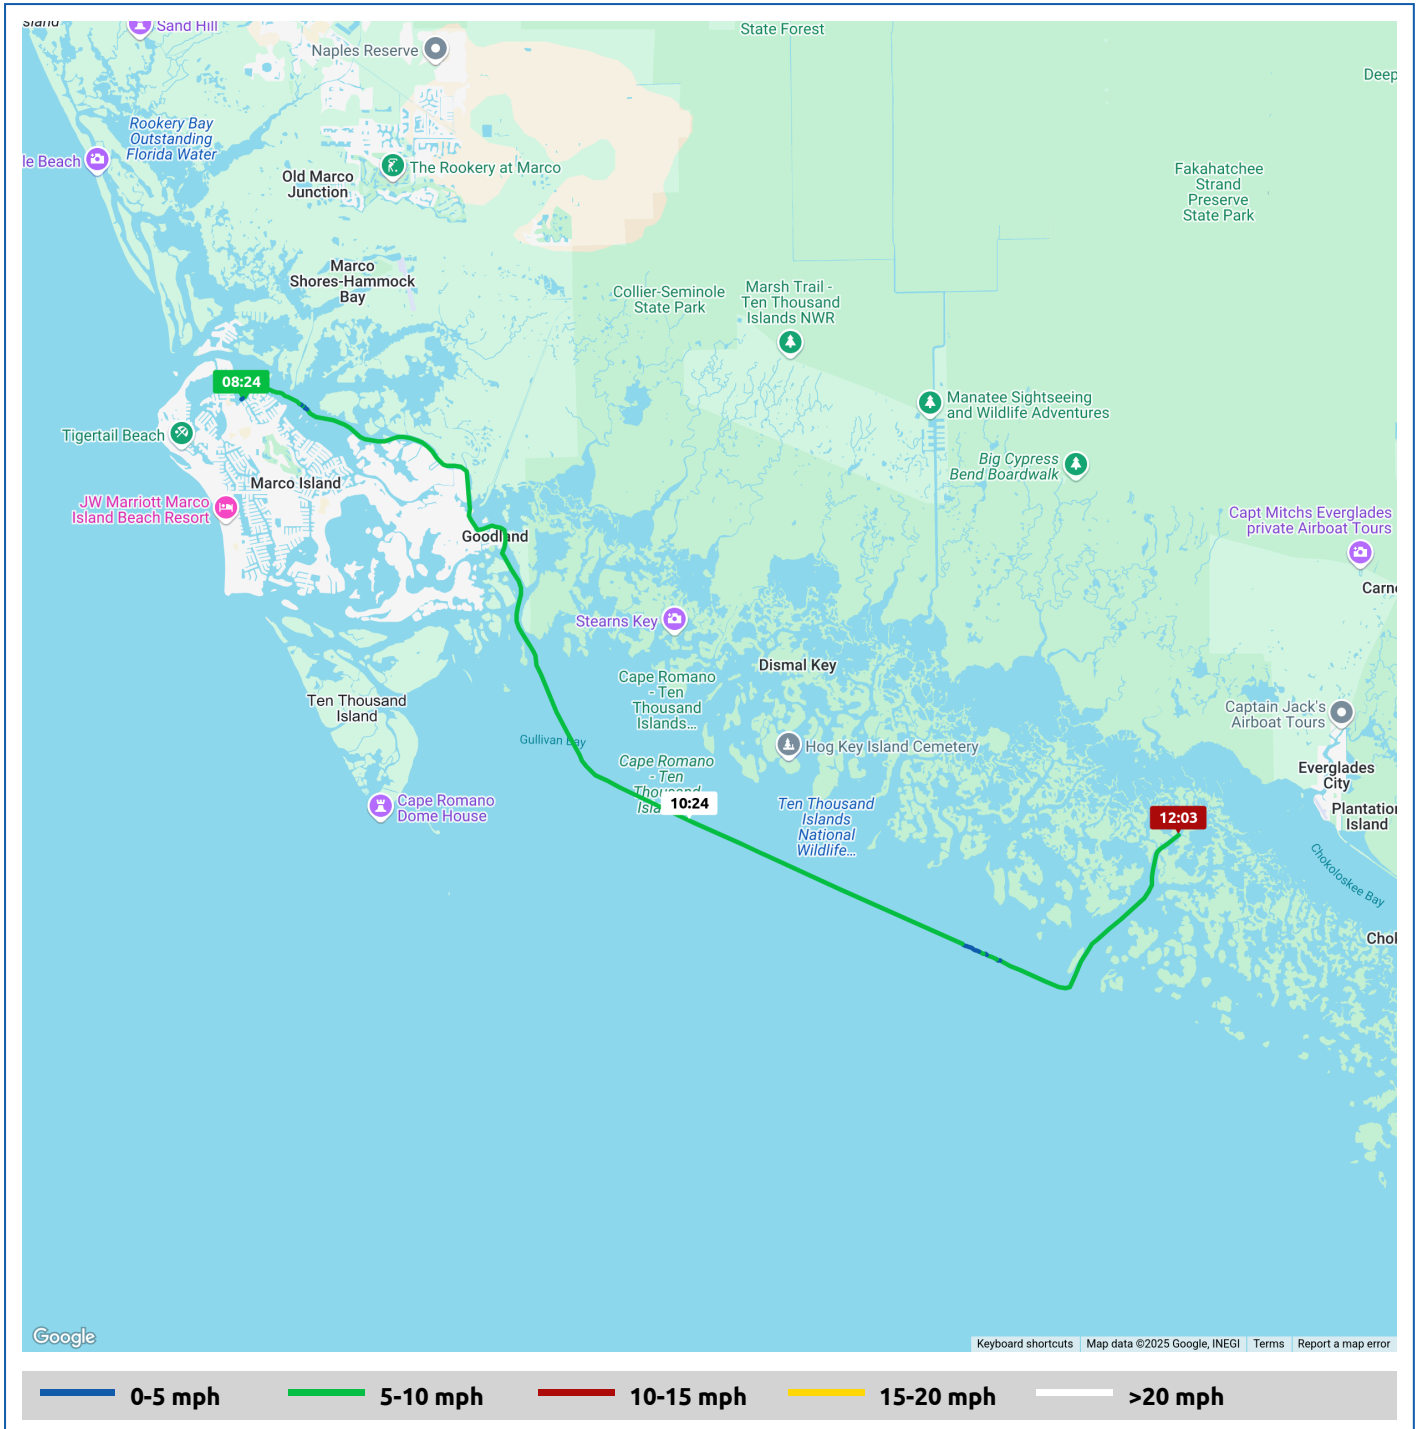 Island
Sand Hill
State Forest
Naples Reserve
Deep
Rookery Bay
Outstanding
Florida Water
le Beach
The Rookery at Marco
Old Marco
Junction
Fakahatchee
Strand
Preserve
State Park
Marco
Shores-Hammock
Bay
Collier-Seminole
State Park
Marsh Trail -
Ten Thousand
Islands NWR
08:24
Manatee Sightseeing
and Wildlife Adventures
Tigertail Beach
Big Cypress
Bend Boardwalk
Marco Island
JW Marriott Marco
Island Beach Resort
Capt Mitchs Everglades
private Airboat Tours
Goodland
Carne
Stearns Key
Dismal Key
Cape Romano
- Ten
Thousand
Islands...
Ten Thousand
Island
Captain Jack's
Airboat Tours
Gullivan Bay
Hog Key Island Cemetery
Cape Romano
- Ten
Thousand
Isla
10:24
Everglades
City
Cape Romano
Dome House
Ten Thousand
Islands
National
Wildlife...
12:03
Plantation
Island
Chokoloskee Bay
Chol
Google
Keyboard shortcuts
Map data ©2025 Google, INEGI
Terms
Report a map error
0-5 mph
5-10 mph
10-15 mph
15-20 mph
>20 mph